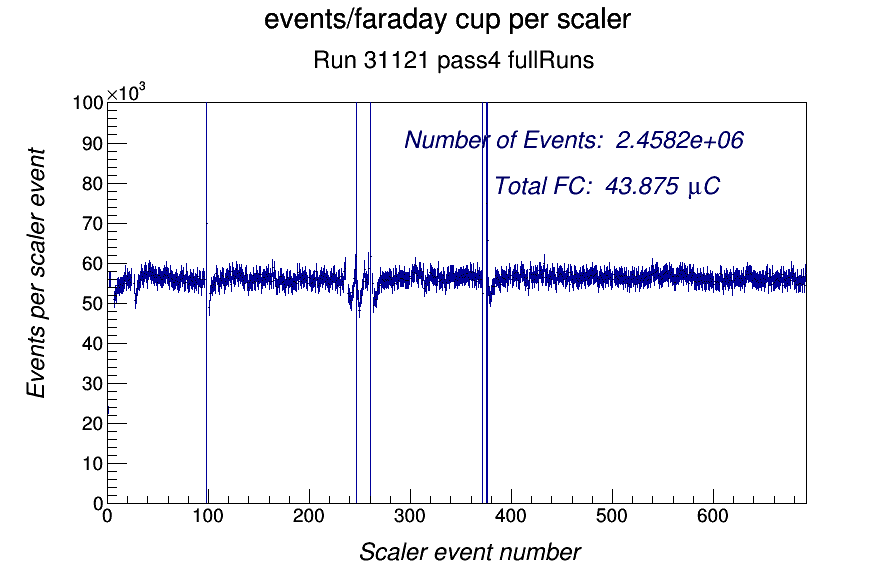 events/faraday cup per scaler
Run 31121 pass4 fullRuns
×10³
100
90
80
70
60
50
40
30
20
10
0
Number of Events: 2.4582e+06
Total FC: 43.875 μC
Events per scaler event
0 100 200 300 400 500 600
Scaler event number